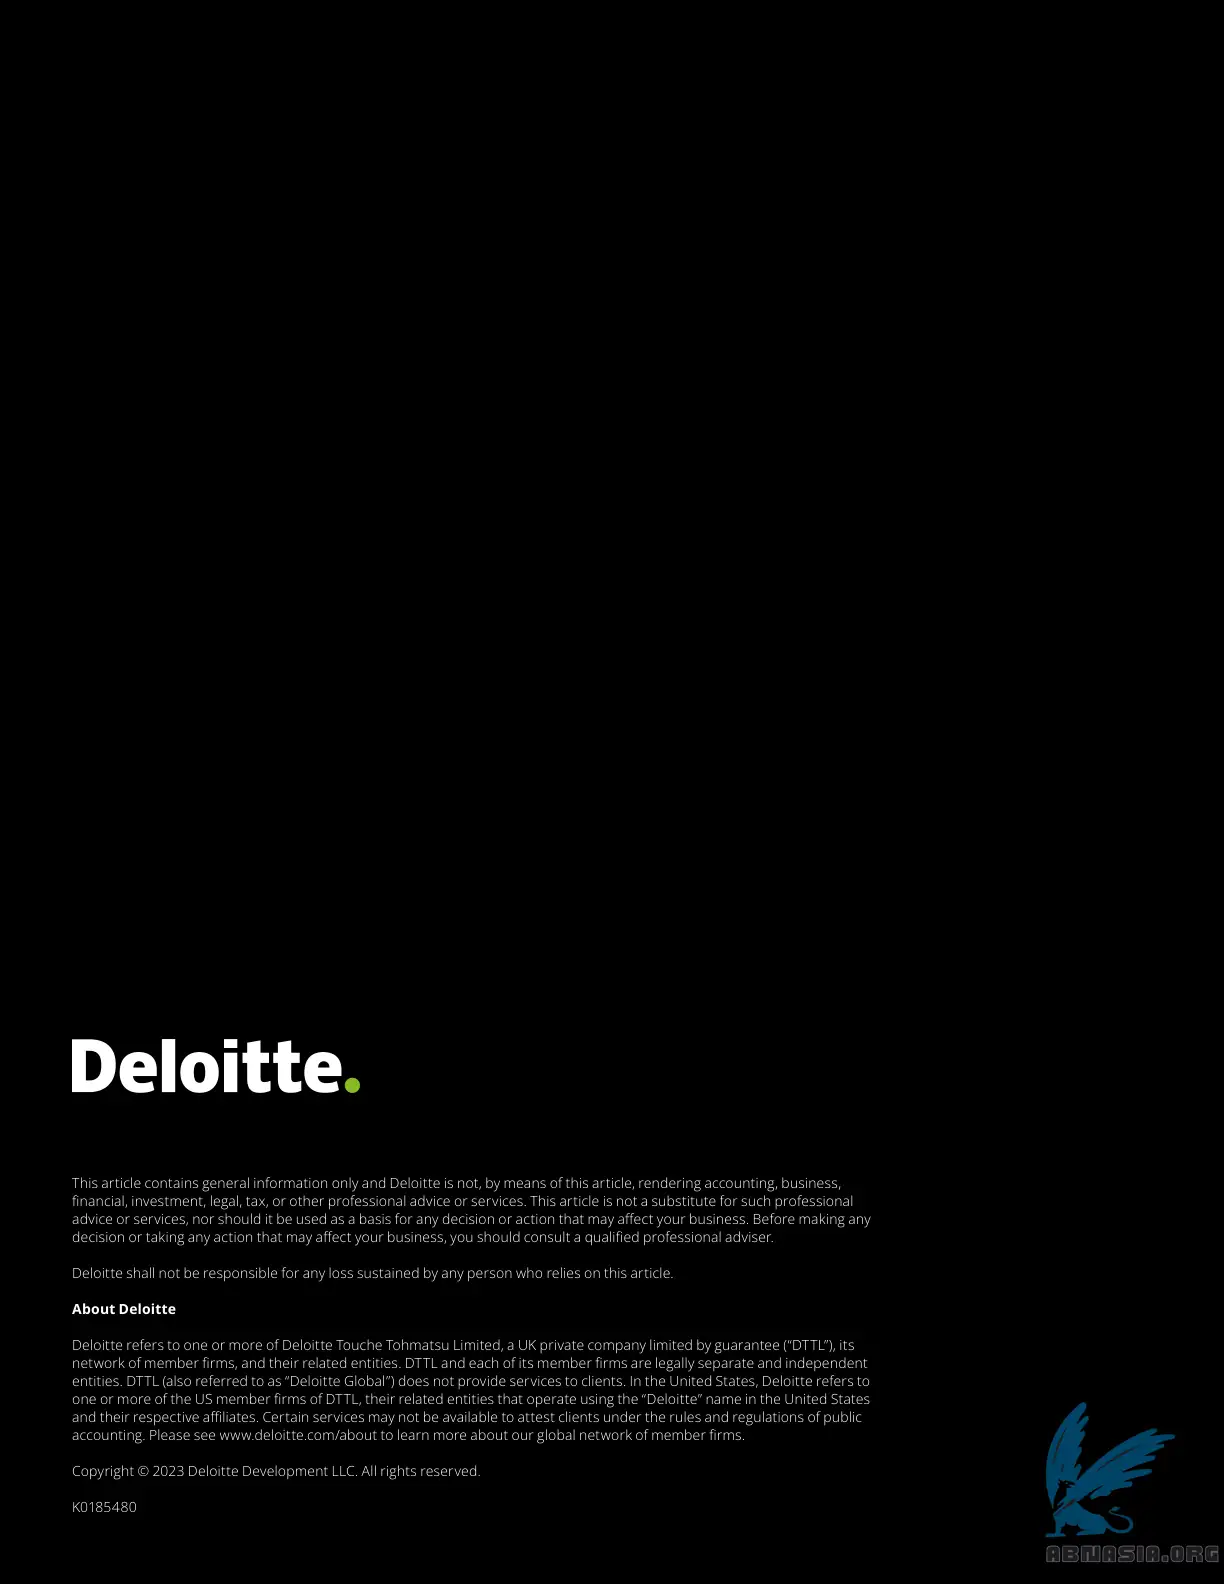 Deloitte.
This article contains general information only and Deloitte is not, by means of this article, rendering accounting, business,
financial, investment, legal, tax, or other professional advice or services. This article is not a substitute for such professional
advice or services, nor should it be used as a basis for any decision or action that may affect your business. Before making any
decision or taking any action that may affect your business, you should consult a qualified professional adviser.
Deloitte shall not be responsible for any loss sustained by any person who relies on this article.
About Deloitte
Deloitte refers to one or more of Deloitte Touche Tohmatsu Limited, a UK private company limited by guarantee (“DTTL”), its
network of member firms, and their related entities. DTTL and each of its member firms are legally separate and independent
entities. DTTL (also referred to as “Deloitte Global”) does not provide services to clients. In the United States, Deloitte refers to
one or more of the US member firms of DTTL, their related entities that operate using the “Deloitte” name in the United States
and their respective affiliates. Certain services may not be available to attest clients under the rules and regulations of public
accounting. Please see www.deloitte.com/about to learn more about our global network of member firms.
Copyright © 2023 Deloitte Development LLC. All rights reserved.
K0185480
ABNASIA.ORG